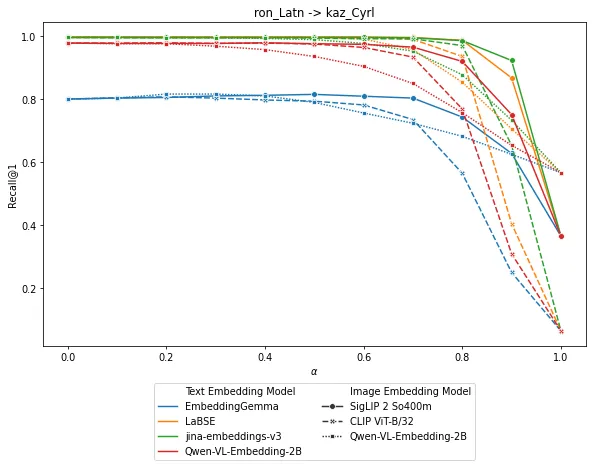 ron_Latn -> kaz_Cyrl
Recall@1
1.0
0.8
0.6
0.4
0.2
0.0 0.2 0.4 0.6 0.8 1.0
α
Text Embedding Model Image Embedding Model
EmbeddingGemma SigLIP 2 So400m
LaBSE CLIP ViT-B/32
jina-embeddings-v3 Qwen-VL-Embedding-2B
Qwen-VL-Embedding-2B